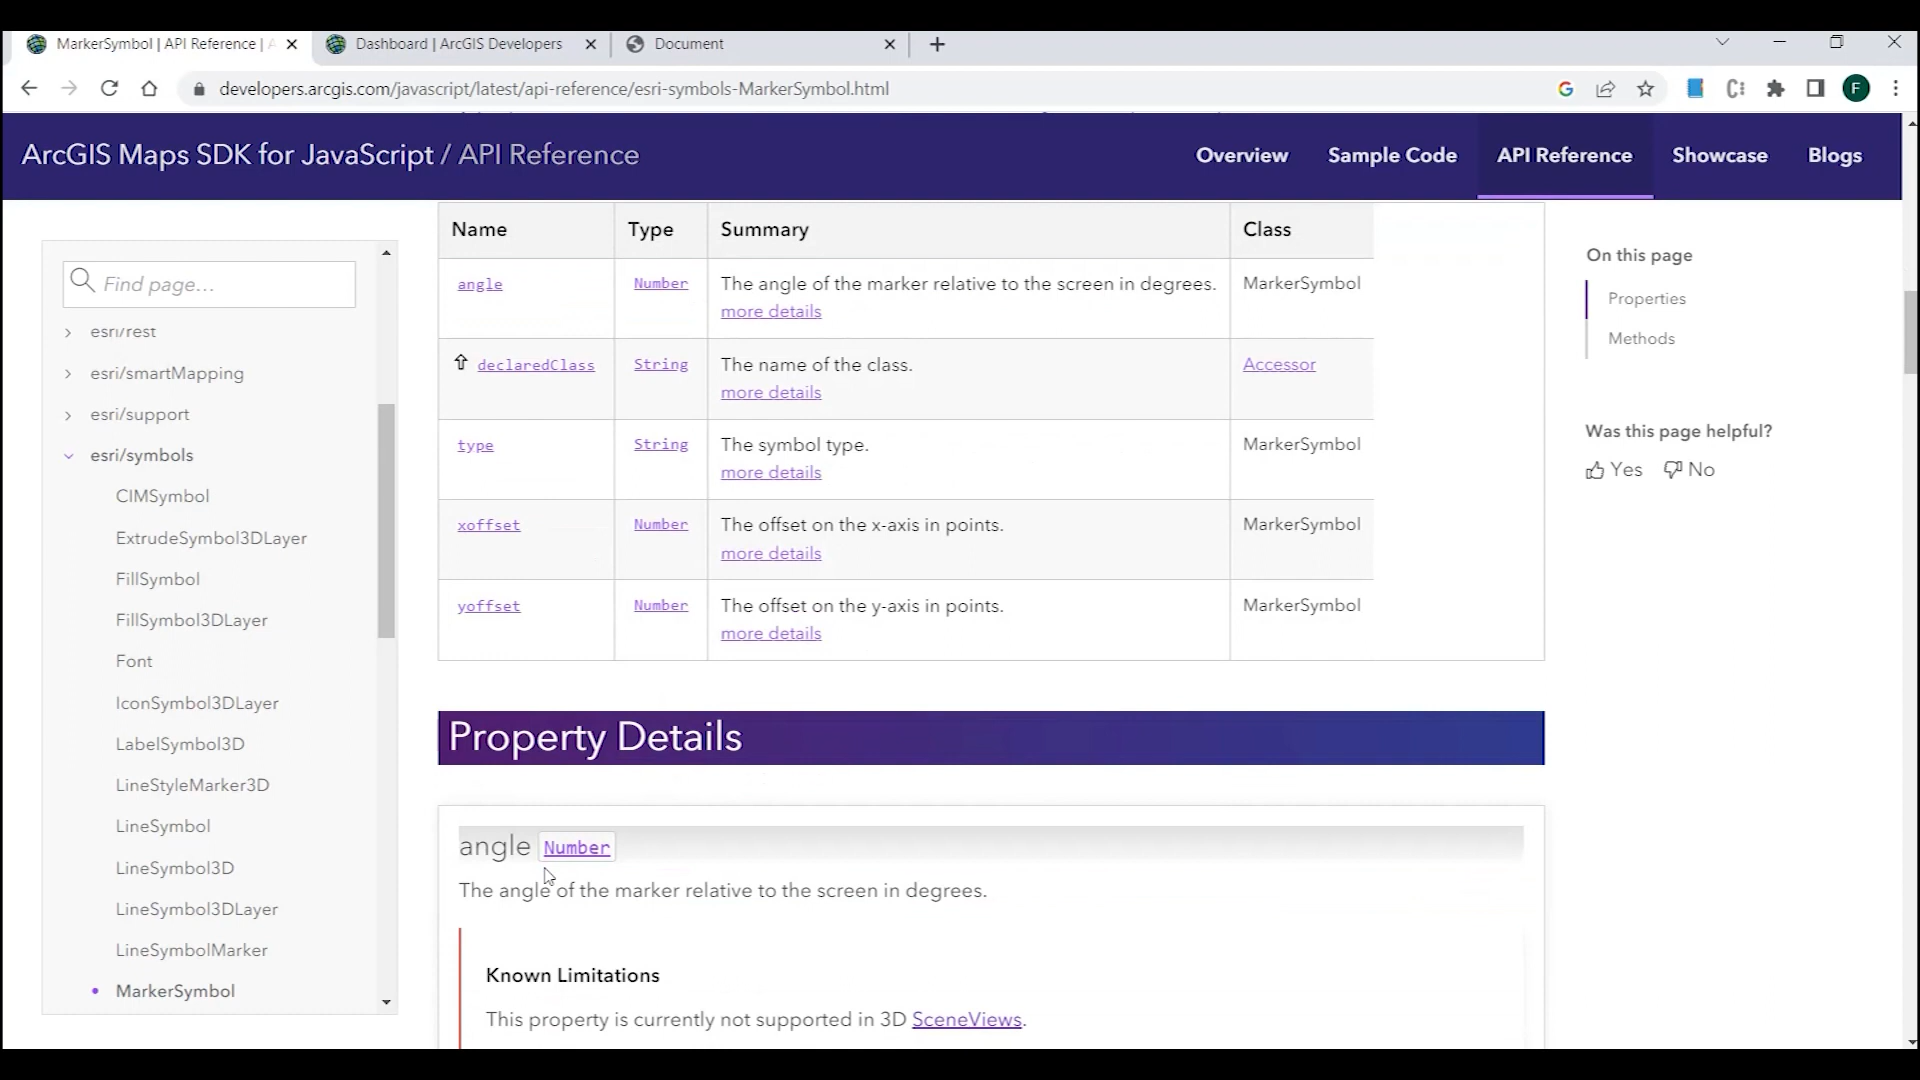 MarkerSymbol | API Reference | A
Dashboard | ArcGIS Developers
Document
developers.arcgis.com/javascript/latest/api-reference/esri-symbols-MarkerSymbol.html
F
ArcGIS Maps SDK for JavaScript / API Reference
Overview
Sample Code
API Reference
Showcase
Blogs
Find page...
esri/rest
esri/smartMapping
esri/support
esri/symbols
CIMSymbol
ExtrudeSymbol3DLayer
FillSymbol
FillSymbol3DLayer
Font
IconSymbol3DLayer
LabelSymbol3D
LineStyleMarker3D
LineSymbol
LineSymbol3D
LineSymbol3DLayer
LineSymbolMarker
MarkerSymbol
Name Type Summary Class
angle Number The angle of the marker relative to the screen in degrees. MarkerSymbol
more details
declaredClass String The name of the class. Accessor
more details
type String The symbol type. MarkerSymbol
more details
xoffset Number The offset on the x-axis in points. MarkerSymbol
more details
yoffset Number The offset on the y-axis in points. MarkerSymbol
more details
Property Details
angle Number
The angle of the marker relative to the screen in degrees.
Known Limitations
This property is currently not supported in 3D SceneViews.
On this page
Properties
Methods
Was this page helpful?
Yes No